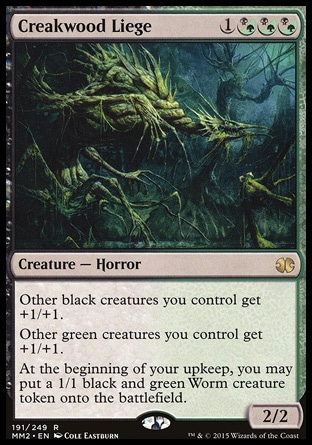 Creakwood Liege 1
Creature — Horror
Other black creatures you control get
+1/+1.
Other green creatures you control get
+1/+1.
At the beginning of your upkeep, you may
put a 1/1 black and green Worm creature
token onto the battlefield.
191/249 R
MM2 • EN Cole Eastburn
2/2
™ & © 2015 Wizards of the Coast